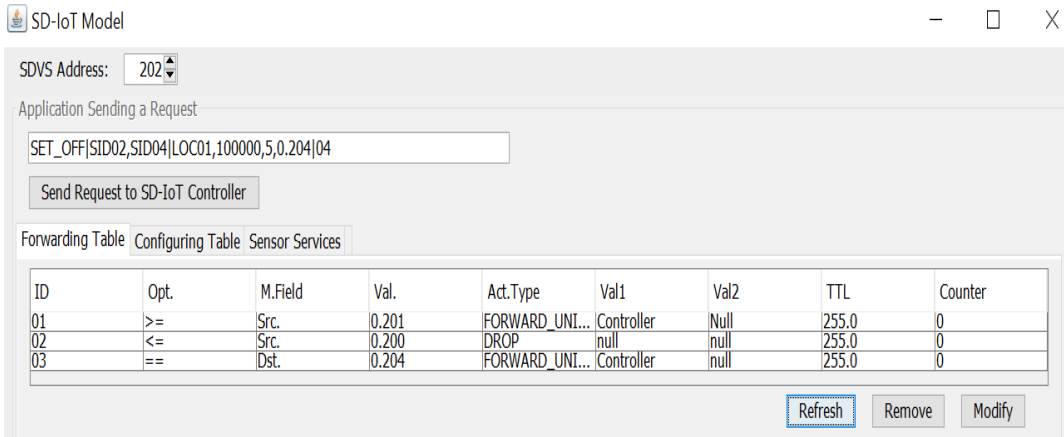 SD-IoT Model
SDVS Address: 202
Application Sending a Request
SET_OFF|SID02,SID04|LOC01,100000,5,0.204|04
Send Request to SD-IoT Controller
Forwarding Table Configuring Table Sensor Services
ID Opt. M.Field Val. Act.Type Val1 Val2 TTL Counter
01 >= Src. 0.201 FORWARD_UNI... Controller Null 255.0 0
02 <= Src. 0.200 DROP null null 255.0 0
03 == Dst. 0.204 FORWARD_UNI... Controller null 255.0 0
Refresh Remove Modify